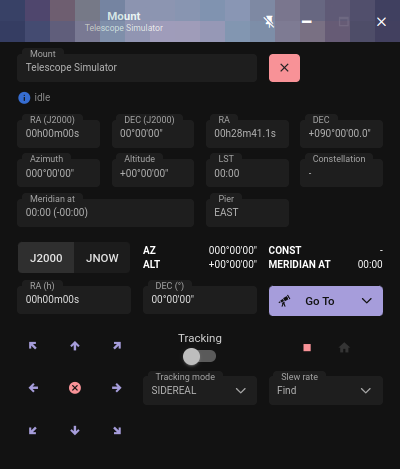 Mount
Telescope Simulator
Mount
Telescope Simulator
idle
RA (J2000)
00h00m00s
DEC (J2000)
00°00'00"
RA
00h28m41.1s
DEC
+090°00'00.0"
Azimuth
000°00'00"
Altitude
+00°00'00"
LST
00:00
Constellation
-
Meridian at
00:00 (-00:00)
Pier
EAST
J2000 JNOW
AZ 000°00'00"
ALT +00°00'00"
CONST -
MERIDIAN AT 00:00
RA (h)
00h00m00s
DEC (°)
00°00'00"
Go To
Tracking
Tracking mode
SIDEREAL
Slew rate
Find